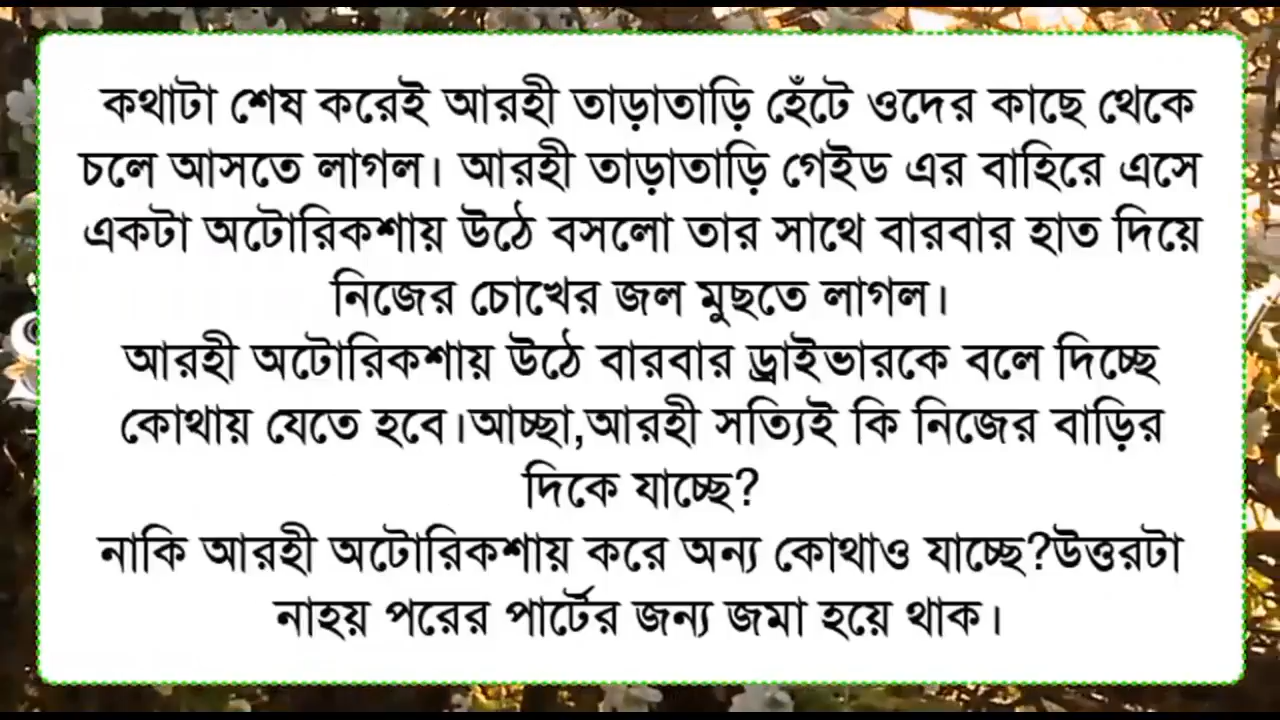 কথাটা শেষ করেই আরহী তাড়াতাড়ি হেঁটে ওদের কাছে থেকে
চলে আসতে লাগল। আরহী তাড়াতাড়ি গেইড এর বাহিরে এসে
একটা অটোরিকশায় উঠে বসলো তার সাথে বারবার হাত দিয়ে
নিজের চোখের জল মুছতে লাগল।
আরহী অটোরিকশায় উঠে বারবার ড্রাইভারকে বলে দিচ্ছে
কোথায় যেতে হবে।আচ্ছা,আরহী সত্যিই কি নিজের বাড়ির
দিকে যাচ্ছে?
নাকি আরহী অটোরিকশায় করে অন্য কোথাও যাচ্ছে?উত্তরটা
নাহয় পরের পার্টের জন্য জমা হয়ে থাক।